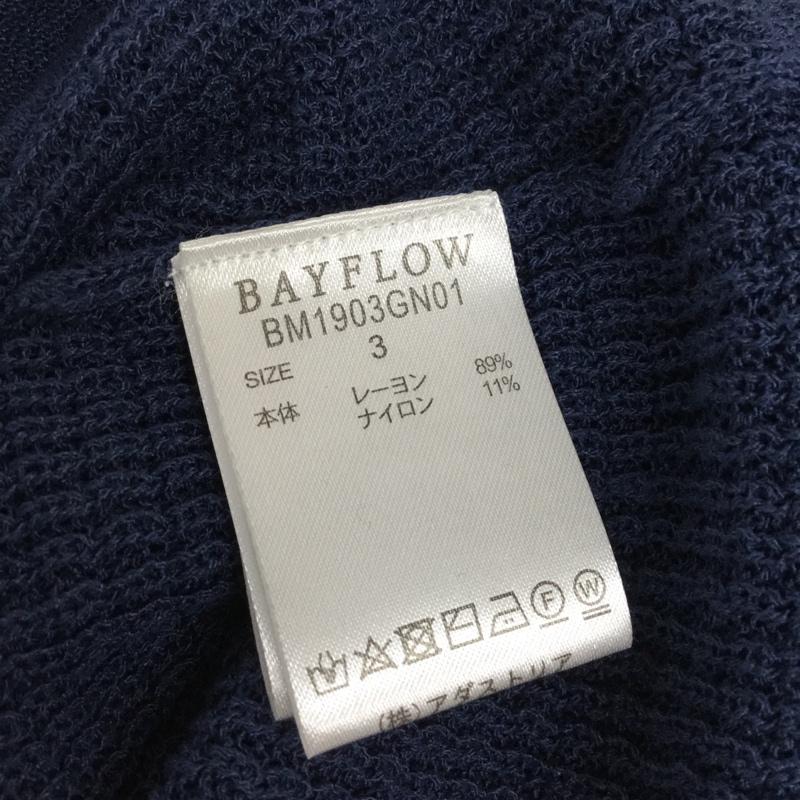 BAYFLOW
BM1903GN01
SIZE 3
本体 レーヨン 89%
ナイロン 11%
F W
(株)アダストリア